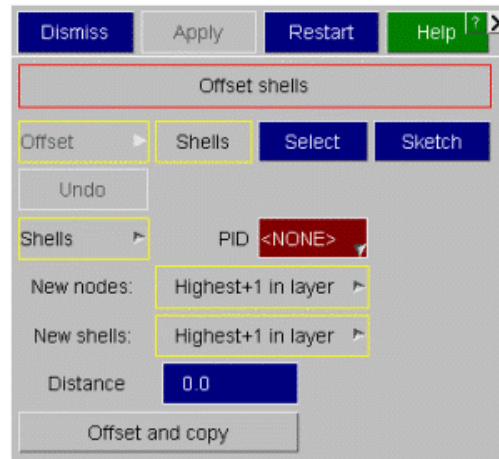 Dismiss Apply Restart Help ? X
Offset shells
Offset Shells Select Sketch
Undo
Shells PID <NONE>
New nodes: Highest+1 in layer
New shells: Highest+1 in layer
Distance 0.0
Offset and copy